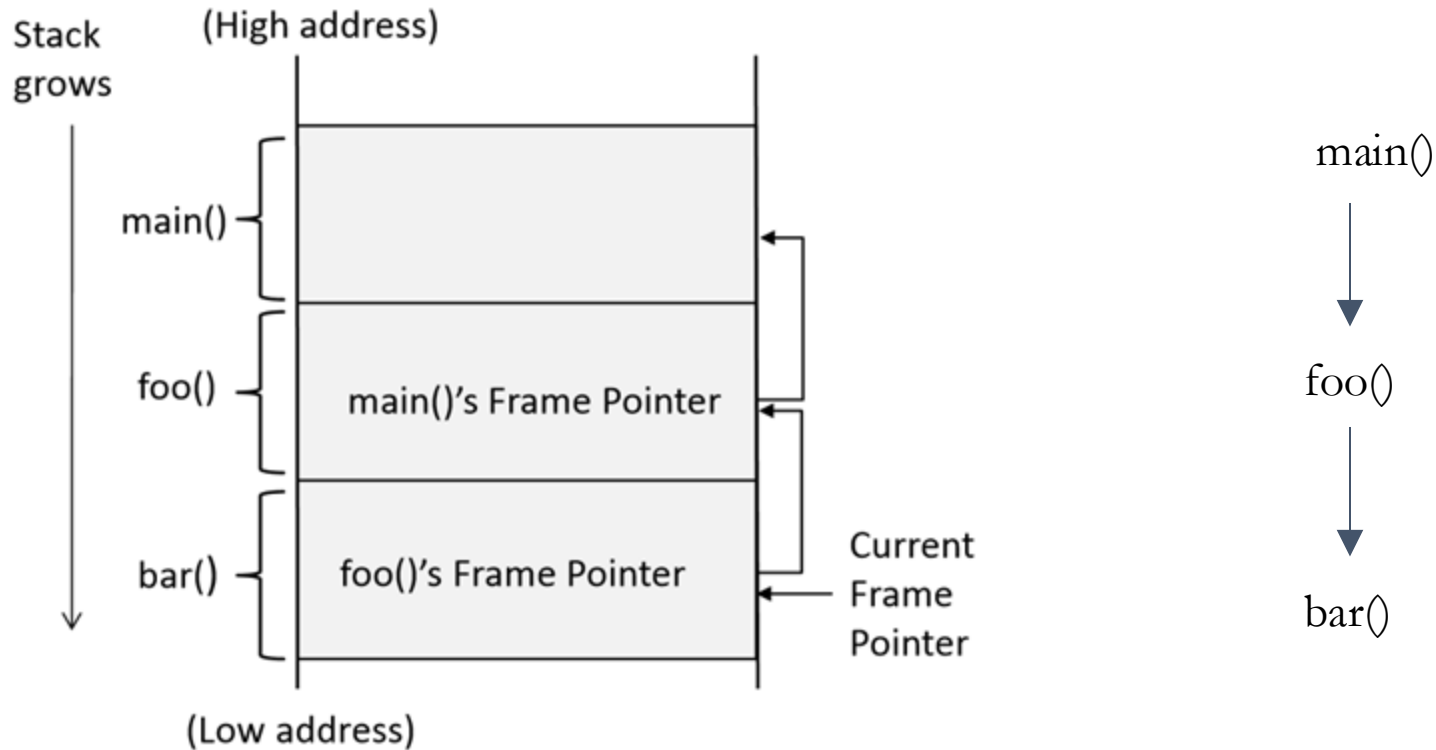 Stack
grows
(High address)
main()
foo()
main()’s Frame Pointer
bar()
foo()’s Frame Pointer
Current
Frame
Pointer
(Low address)
main()
foo()
bar()